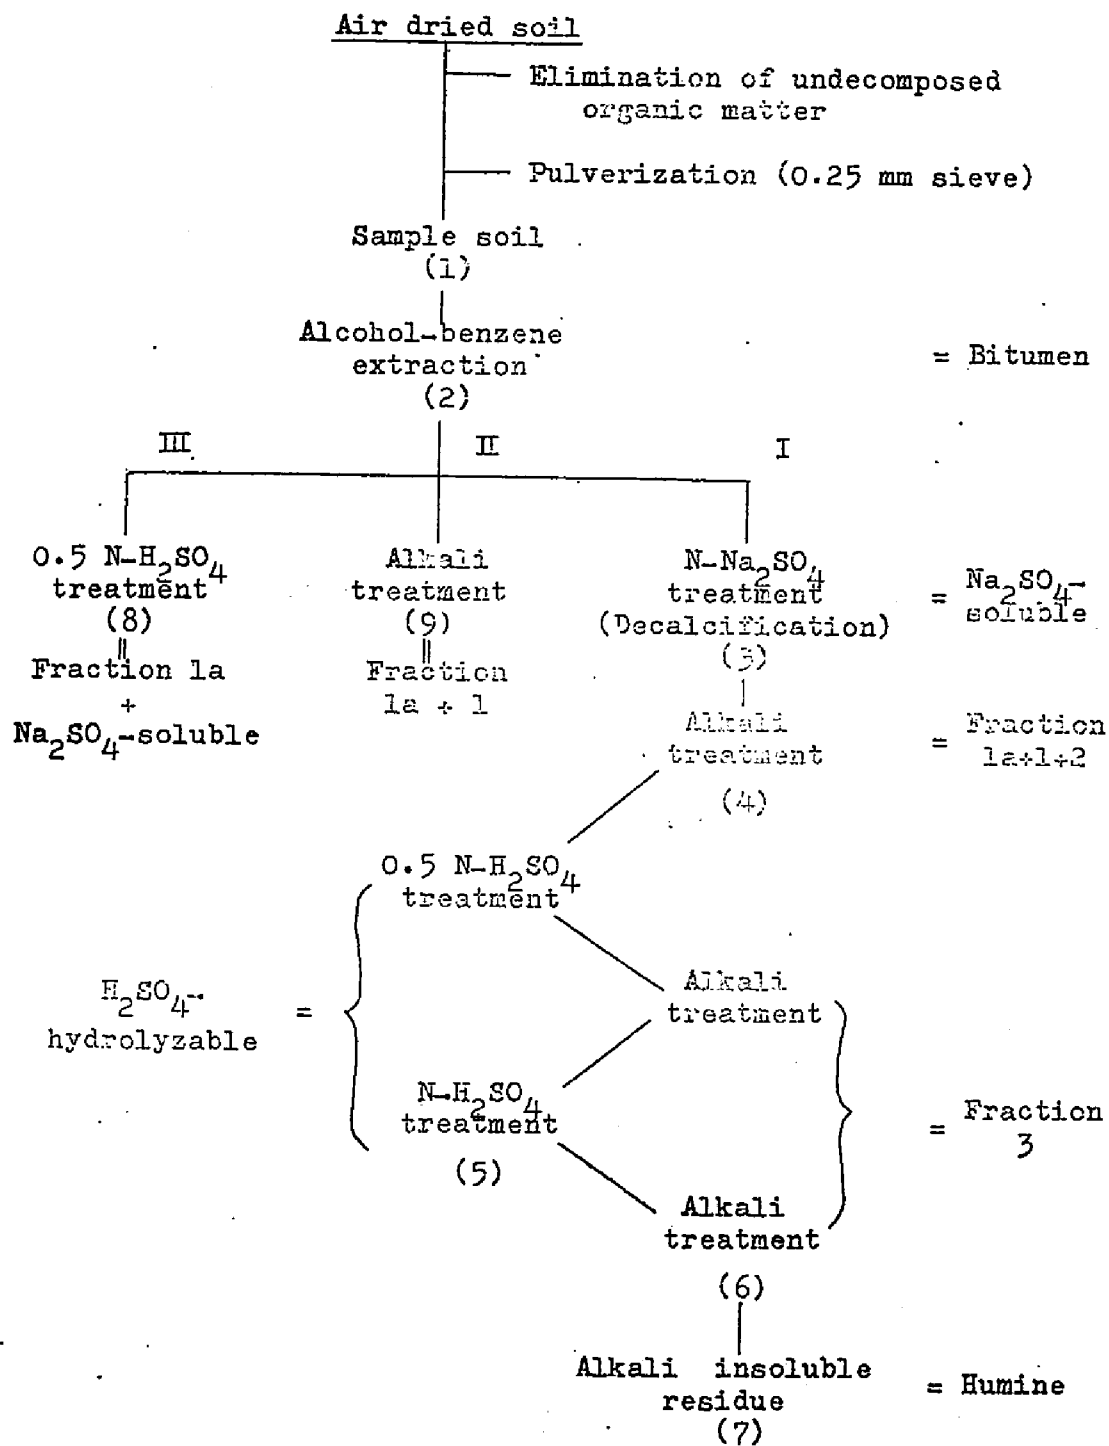 Air dried soil
Elimination of undecomposed
organic matter
Pulverization (0.25 mm sieve)
Sample soil
(1)
Alcohol-benzene
extraction
(2)
= Bitumen
III
II
I
0.5 N-H2SO4
treatment
(8)
||
Fraction 1a
+
Na2SO4-soluble
Alkali
treatment
(9)
||
Fraction
1a + 1
N-Na2SO4
treatment
(Decalcification)
(3)
= Na2SO4-
soluble
Alkali
treatment
(4)
= Fraction
1a+1+2
0.5 N-H2SO4
treatment
Alkali
treatment
H2SO4-
hydrolyzable
=
N-H2SO4
treatment
(5)
= Fraction
3
Alkali
treatment
(6)
Alkali insoluble
residue
(7)
= Humine